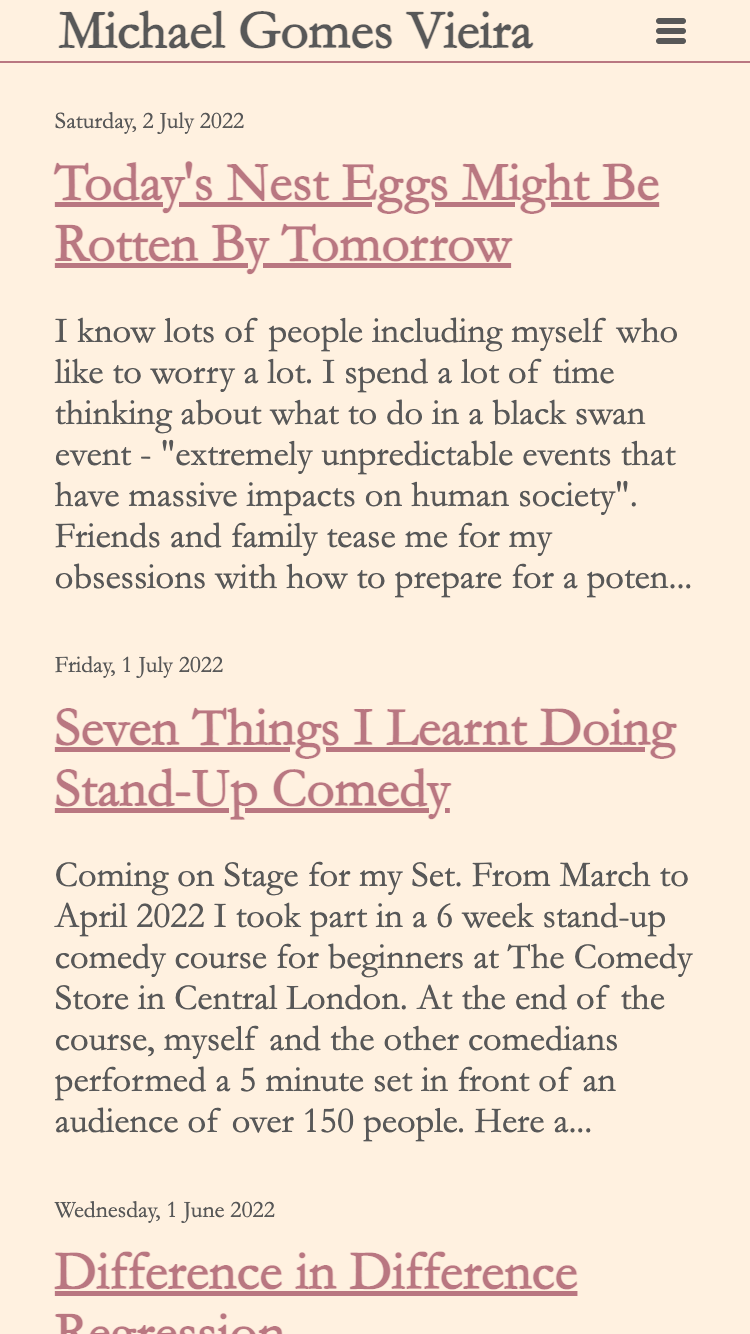 Michael Gomes Vieira
Saturday, 2 July 2022
Today's Nest Eggs Might Be
Rotten By Tomorrow
I know lots of people including myself who
like to worry a lot. I spend a lot of time
thinking about what to do in a black swan
event - "extremely unpredictable events that
have massive impacts on human society".
Friends and family tease me for my
obsessions with how to prepare for a poten...
Friday, 1 July 2022
Seven Things I Learnt Doing
Stand-Up Comedy
Coming on Stage for my Set. From March to
April 2022 I took part in a 6 week stand-up
comedy course for beginners at The Comedy
Store in Central London. At the end of the
course, myself and the other comedians
performed a 5 minute set in front of an
audience of over 150 people. Here a...
Wednesday, 1 June 2022
Difference in Difference
Regression